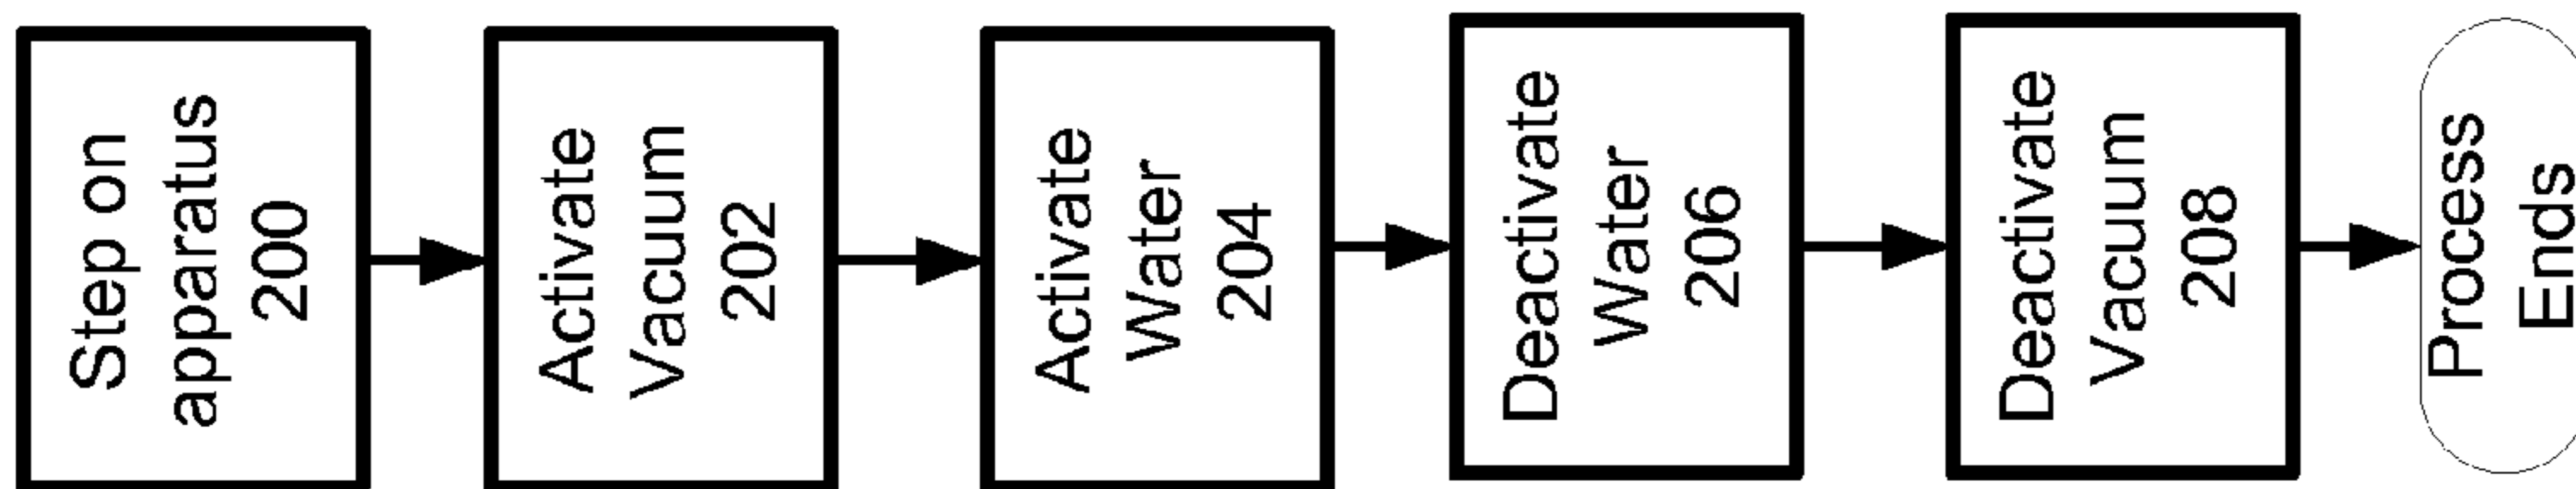 Step on
apparatus
200
Activate
Vacuum
202
Activate
Water
204
Deactivate
Water
206
Deactivate
Vacuum
208
Process
Ends